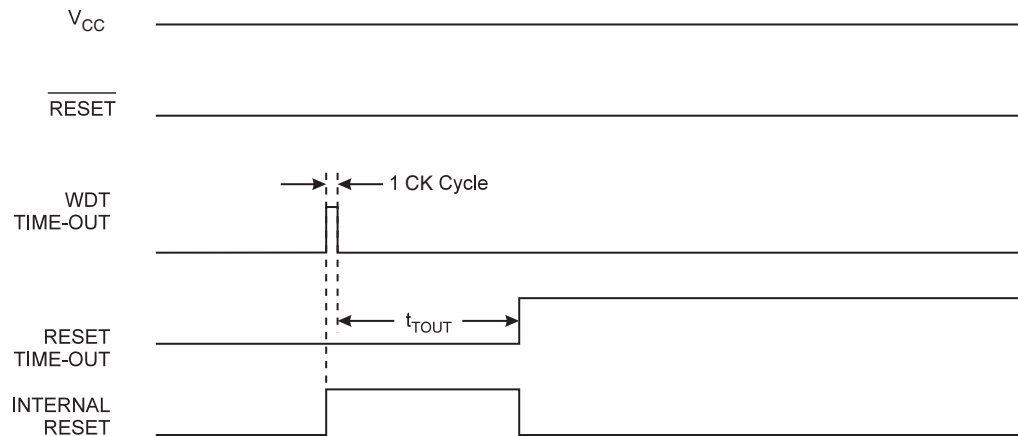 VCC
RESET
1 CK Cycle
WDT
TIME-OUT
tTOUT
RESET
TIME-OUT
INTERNAL
RESET